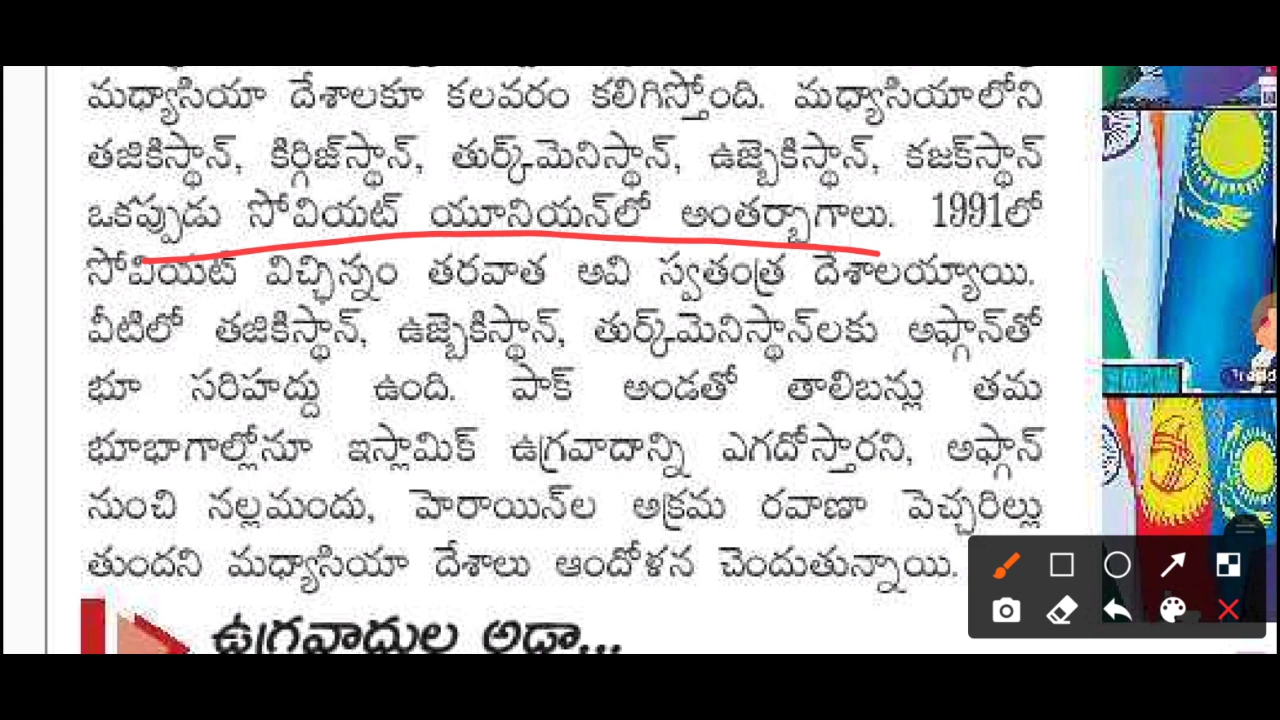 మధ్యాసియా దేశాలకూ కలవరం కలిగిస్తోంది. మధ్యాసియాలోని
తజికిస్థాన్, కిర్గిజ్‌స్థాన్, తుర్క్‌మెనిస్థాన్, ఉజ్బెకిస్థాన్, కజక్‌స్థాన్
ఒకప్పుడు సోవియట్ యూనియన్‌లో అంతర్భాగాలు. 1991లో
సోవియట్ విచ్ఛిన్నం తరవాత అవి స్వతంత్ర దేశాలయ్యాయి.
వీటిలో తజికిస్థాన్, ఉజ్బెకిస్థాన్, తుర్క్‌మెనిస్థాన్‌లకు అఫ్గాన్‌తో
భూ సరిహద్దు ఉంది. పాక్ అండతో తాలిబన్లు తమ
భూభాగాల్లోనూ ఇస్లామిక్ ఉగ్రవాదాన్ని ఎగదోస్తారని, అఫ్గాన్
నుంచి నల్లమందు, హెరాయిన్‌ల అక్రమ రవాణా పెచ్చరిల్లు
తుందని మధ్యాసియా దేశాలు ఆందోళన చెందుతున్నాయి.
ఉగ్రవాదుల అడ్డా...